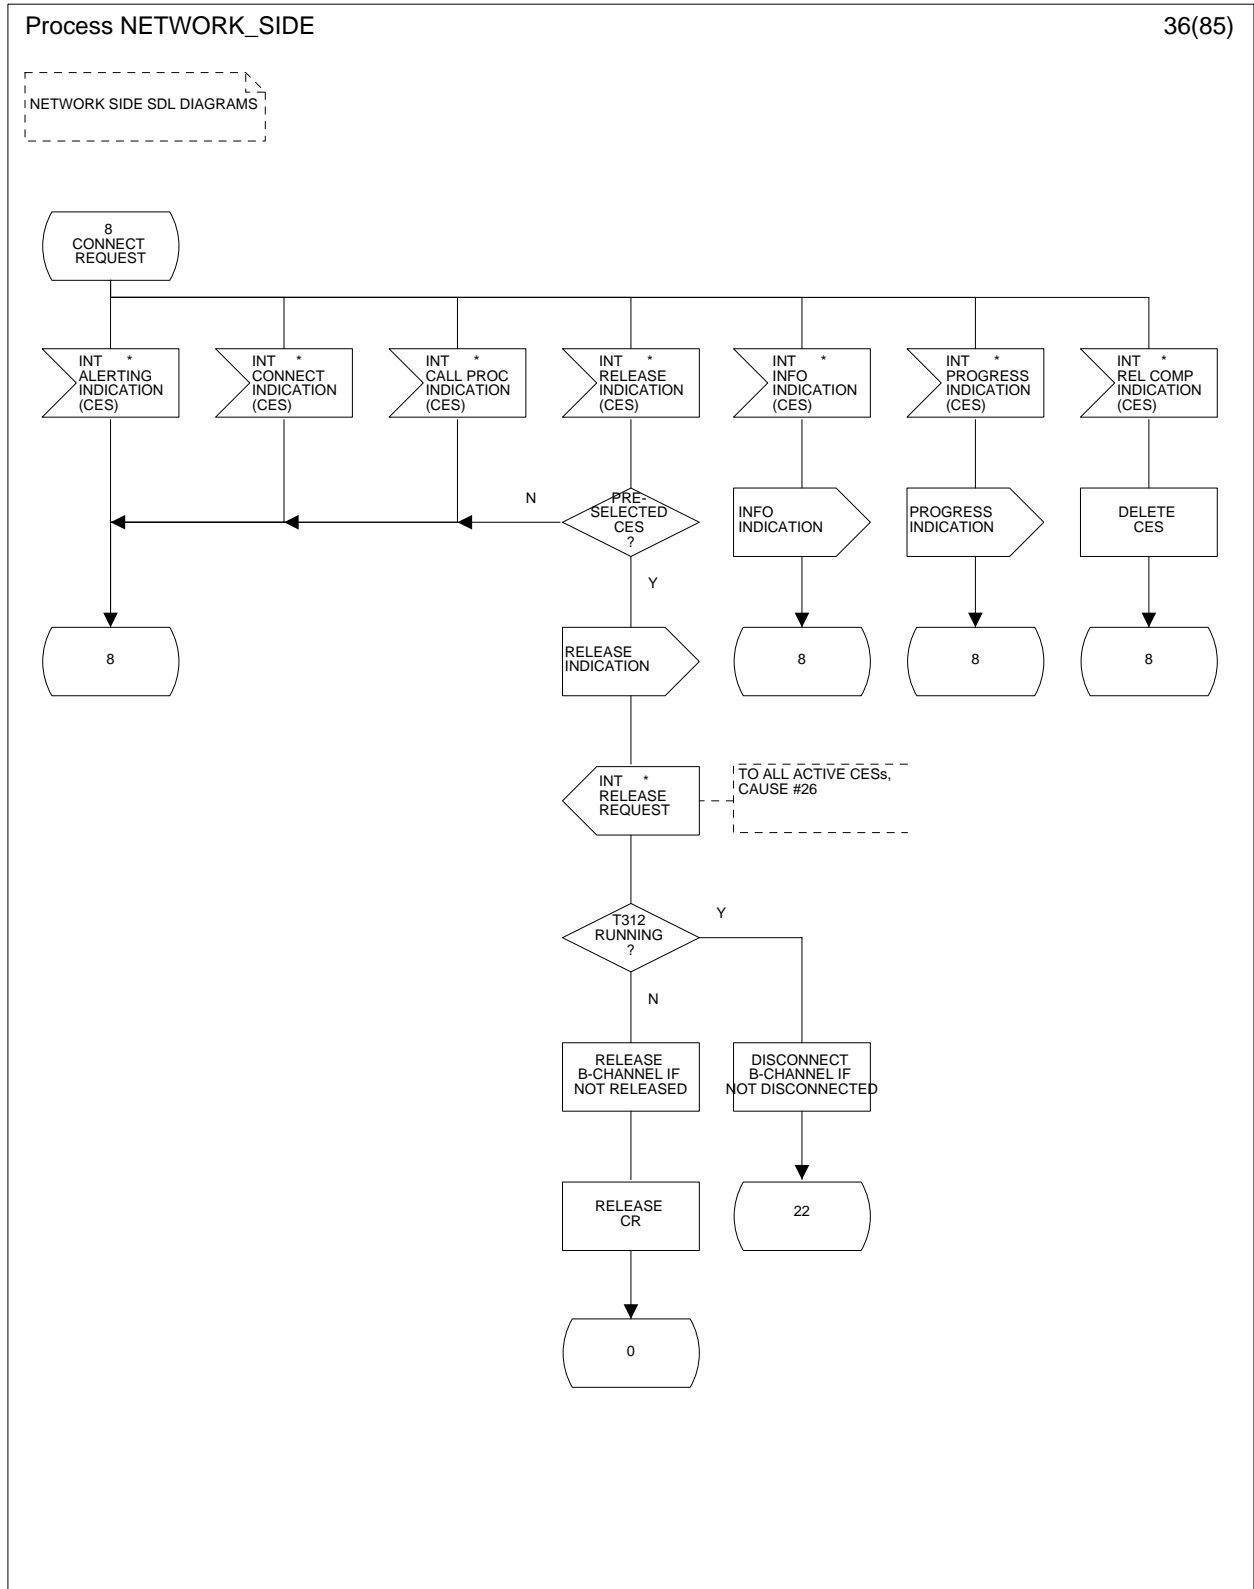 Process NETWORK_SIDE
36(85)
NETWORK SIDE SDL DIAGRAMS
8
CONNECT
REQUEST
INT *
ALERTING
INDICATION
(CES)
INT *
CONNECT
INDICATION
(CES)
INT *
CALL PROC
INDICATION
(CES)
INT *
RELEASE
INDICATION
(CES)
INT *
INFO
INDICATION
(CES)
INT *
PROGRESS
INDICATION
(CES)
INT *
REL COMP
INDICATION
(CES)
N
PRE-
SELECTED
CES
?
INFO
INDICATION
PROGRESS
INDICATION
DELETE
CES
Y
8
RELEASE
INDICATION
8
8
8
INT *
RELEASE
REQUEST
TO ALL ACTIVE CESs,
CAUSE #26
T312
RUNNING
?
Y
N
RELEASE
B-CHANNEL IF
NOT RELEASED
DISCONNECT
B-CHANNEL IF
NOT DISCONNECTED
RELEASE
CR
22
0